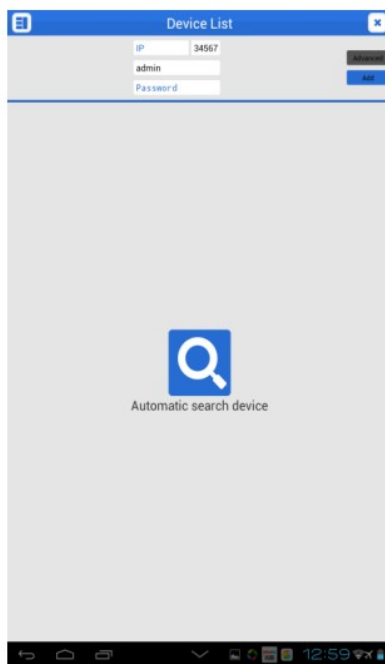 Device List
IP 34567
admin
Password
Advanced
Add
Automatic search device
12:59